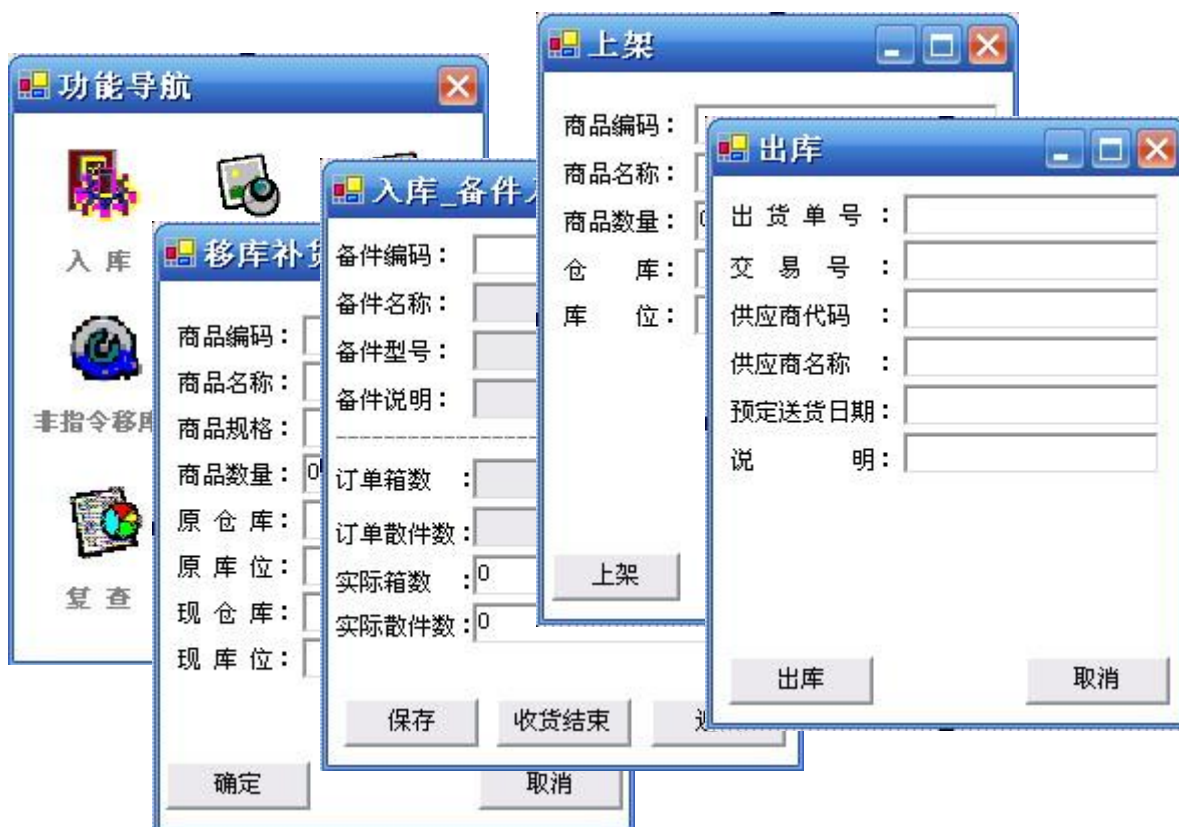 功能导航
入 库
非指令移库
复 查
移库补货
商品编码：
商品名称：
商品规格：
商品数量： 0
原 仓 库：
原 库 位：
现 仓 库：
现 库 位：
确定
取消
入库_备件
备件编码：
备件名称：
备件型号：
备件说明：
订单箱数 ：
订单散件数：
实际箱数 ：0
实际散件数：0
保存
收货结束
上架
商品编码：
商品名称：
商品数量：
仓 库：
库 位：
上架
出库
出 货 单 号 ：
交 易 号 ：
供应商代码 ：
供应商名称 ：
预定送货日期：
说 明：
出库
取消